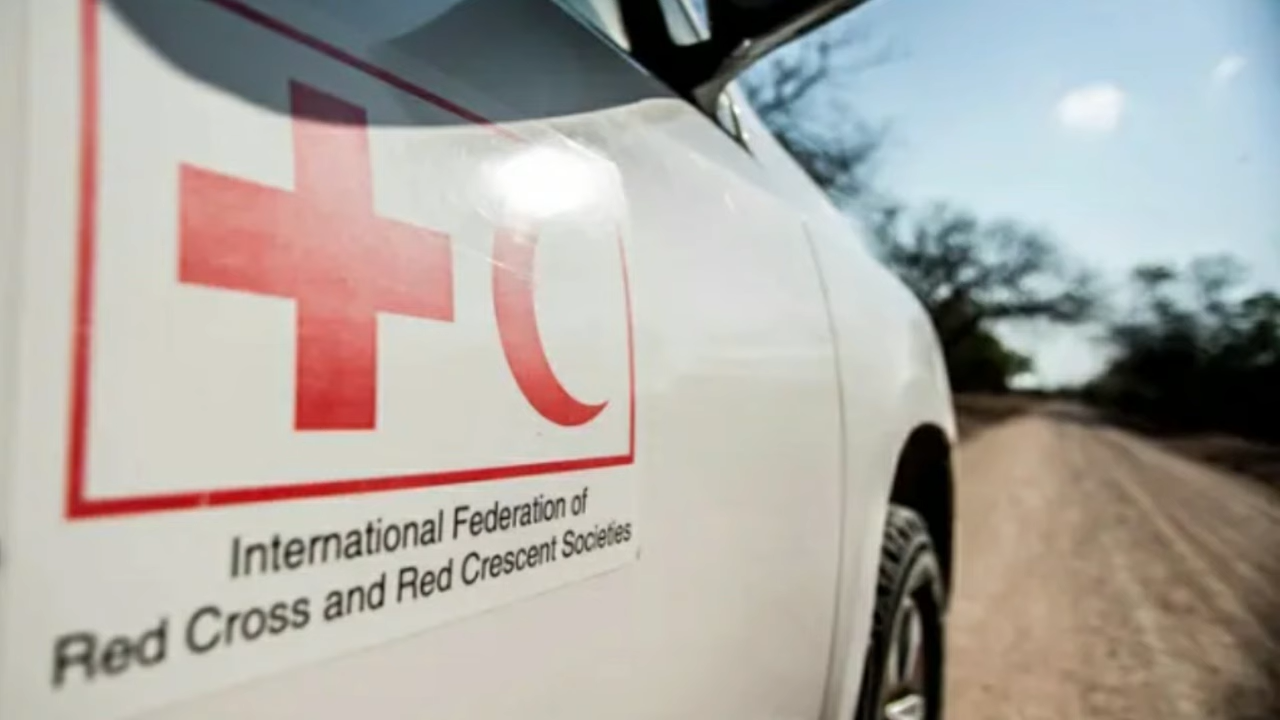 International Federation of
Red Cross and Red Crescent Societies